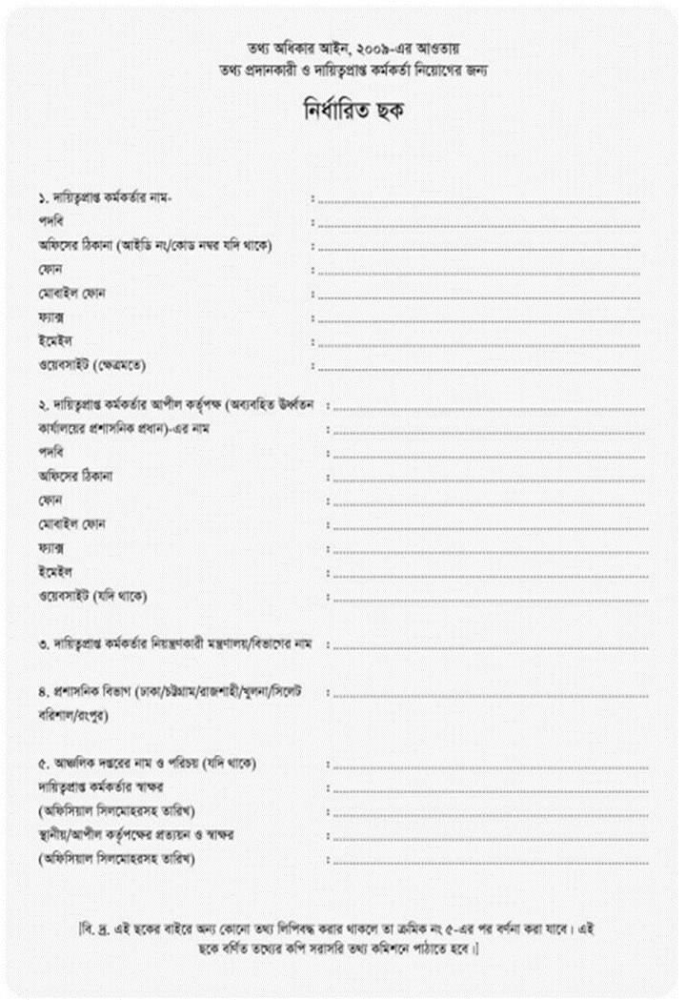 তথ্য অধিকার আইন, ২০০৯-এর আওতায়
তথ্য প্রদানকারী ও দায়িত্বপ্রাপ্ত কর্মকর্তা নিয়োগের জন্য
নির্ধারিত ছক
১. দায়িত্বপ্রাপ্ত কর্মকর্তার নাম- :
পদবি :
অফিসের ঠিকানা (আইডি নং/কোড নম্বর যদি থাকে) :
ফোন :
মোবাইল ফোন :
ফ্যাক্স :
ইমেইল :
ওয়েবসাইট (ক্ষেত্রমতে) :
২. দায়িত্বপ্রাপ্ত কর্মকর্তার আপীল কর্তৃপক্ষ (অব্যবহিত উর্ধ্বতন :
কার্যালয়ের প্রশাসনিক প্রধান)-এর নাম :
পদবি :
অফিসের ঠিকানা :
ফোন :
মোবাইল ফোন :
ফ্যাক্স :
ইমেইল :
ওয়েবসাইট (যদি থাকে) :
৩. দায়িত্বপ্রাপ্ত কর্মকর্তার নিয়ন্ত্রণকারী মন্ত্রণালয়/বিভাগের নাম :
৪. প্রশাসনিক বিভাগ (ঢাকা/চট্টগ্রাম/রাজশাহী/খুলনা/সিলেট :
বরিশাল/রংপুর)
৫. আঞ্চলিক দপ্তরের নাম ও পরিচয় (যদি থাকে) :
দায়িত্বপ্রাপ্ত কর্মকর্তার স্বাক্ষর :
(অফিসিয়াল সিলমোহরসহ তারিখ) :
স্থানীয়/আপীল কর্তৃপক্ষের প্রত্যয়ন ও স্বাক্ষর :
(অফিসিয়াল সিলমোহরসহ তারিখ) :
[বি. দ্র. এই ছকের বাইরে অন্য কোনো তথ্য লিপিবদ্ধ করার থাকলে তা ক্রমিক নং ৫-এর পর বর্ণনা করা যাবে। এই
ছকে বর্ণিত তথ্যের কপি সরাসরি তথ্য কমিশনে পাঠাতে হবে।]